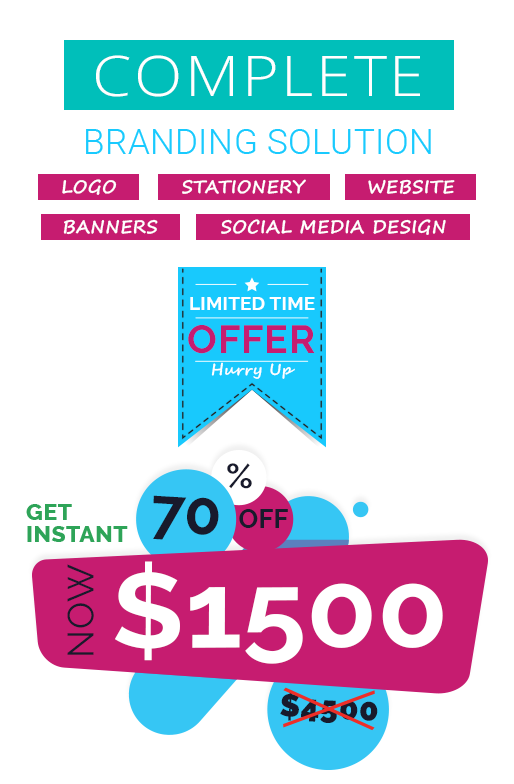 COMPLETE
BRANDING SOLUTION
LOGO STATIONERY WEBSITE
BANNERS SOCIAL MEDIA DESIGN
LIMITED TIME
OFFER
Hurry Up
GET
INSTANT
70 % OFF
NOW $1500
$4500